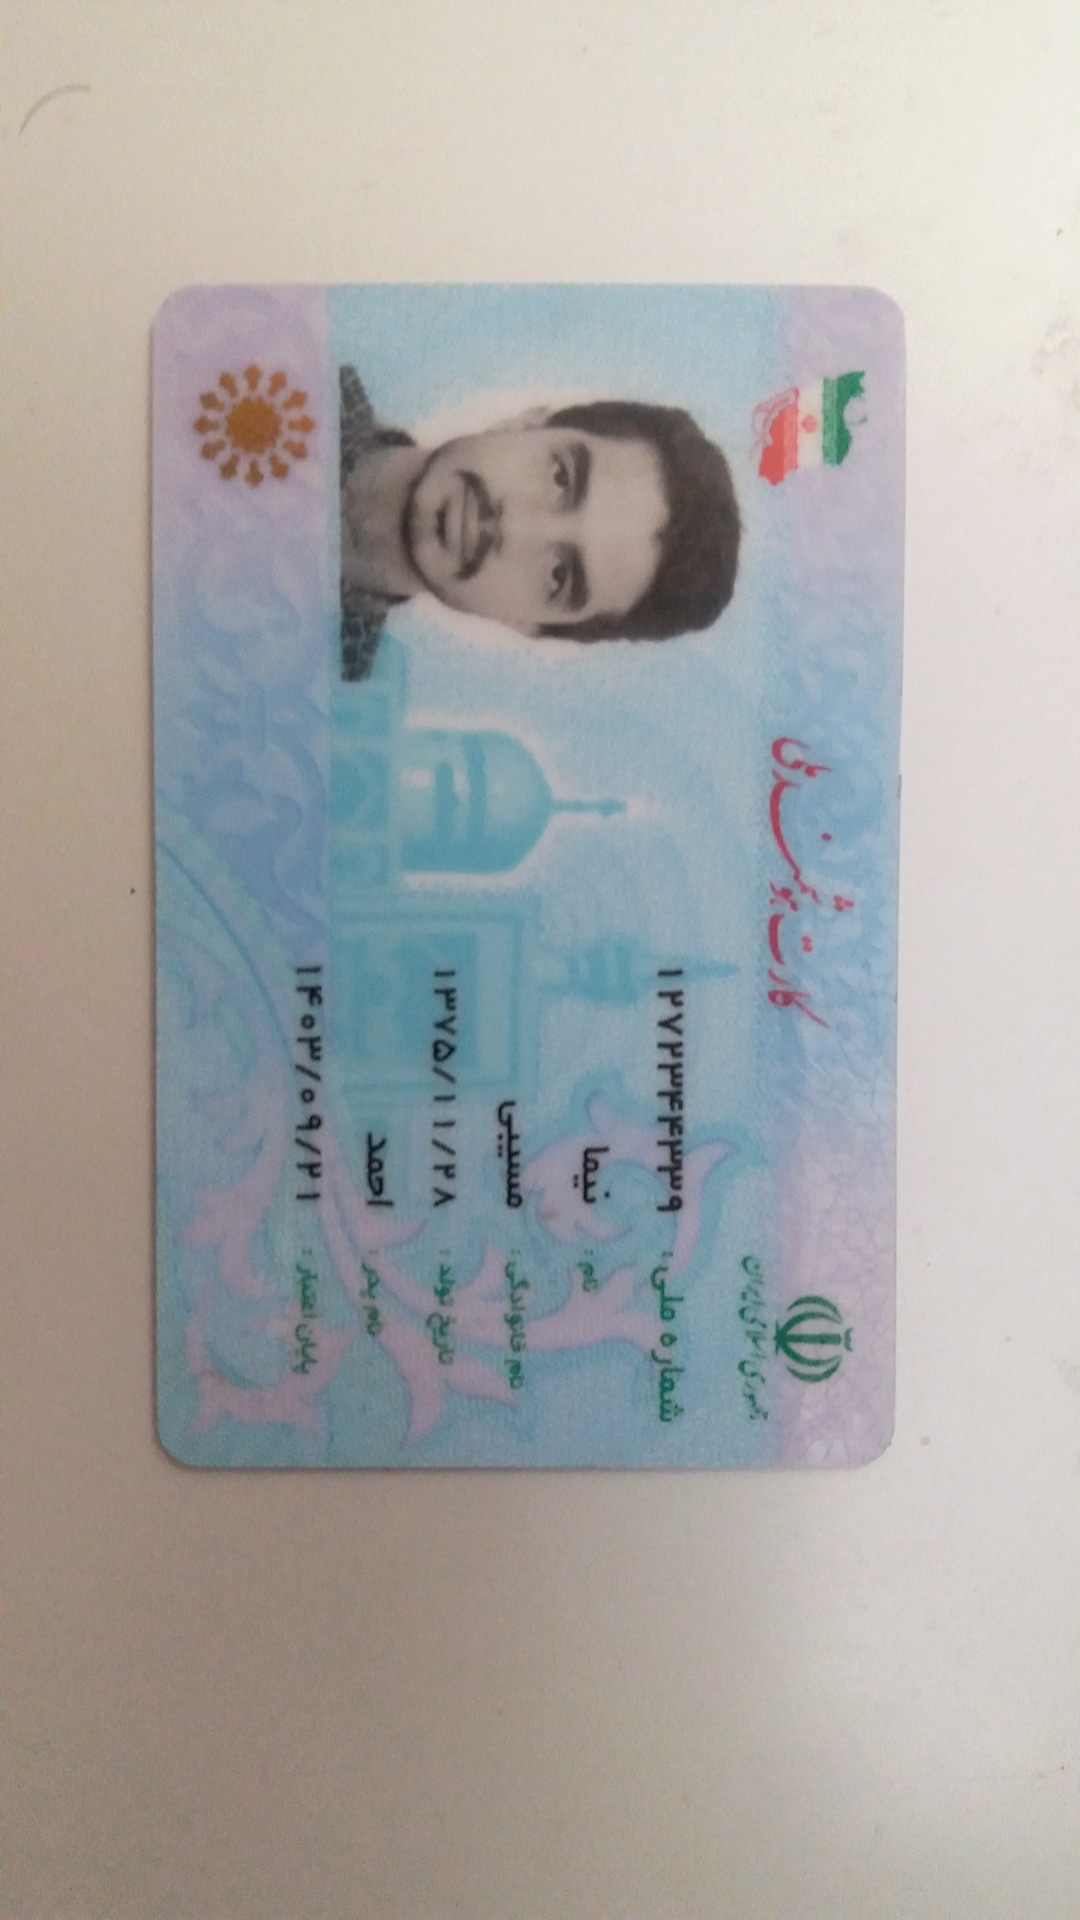 کارت هوشمند ملی
جمهوری اسلامی ایران
شماره ملی: ۱۲۷۲۳۴۴۳۳۹
نام: نیما
نام خانوادگی: مسیبی
تاریخ تولد: ۱۳۷۵/۱۱/۲۸
نام پدر: احمد
پایان اعتبار: ۱۴۰۳/۰۹/۲۱